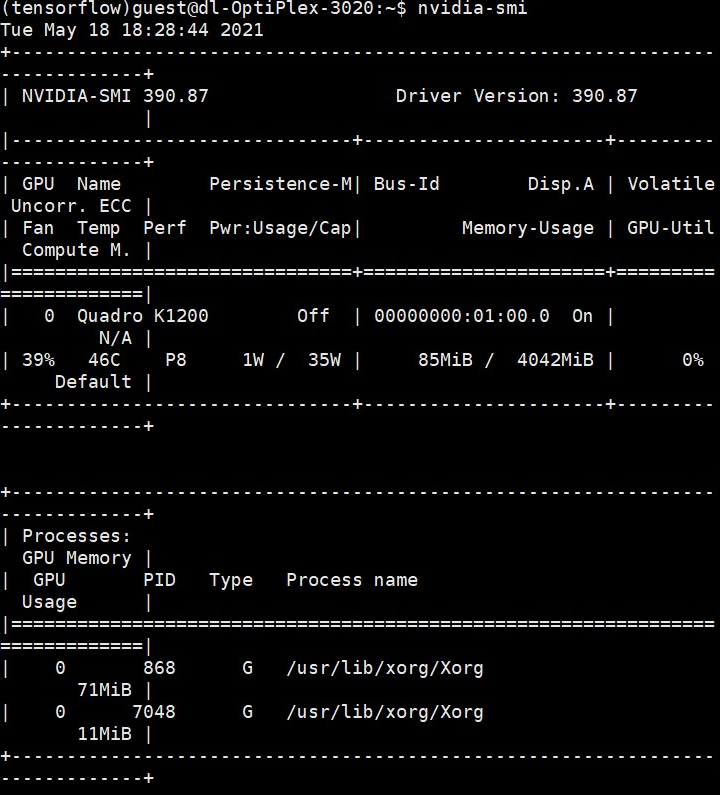 (tensorflow)guest@dl-OptiPlex-3020:~$ nvidia-smi
Tue May 18 18:28:44 2021
+----------------------------------------------------------------
-------------+
| NVIDIA-SMI 390.87                 Driver Version: 390.87
             |
|-------------------------------+----------------------+---------
-------------+
| GPU  Name        Persistence-M| Bus-Id        Disp.A | Volatile
 Uncorr. ECC |
| Fan  Temp  Perf  Pwr:Usage/Cap|         Memory-Usage | GPU-Util
  Compute M. |
|===============================+======================+=========
=============|
|   0  Quadro K1200        Off  | 00000000:01:00.0  On |
         N/A |
| 39%   46C    P8     1W /  35W |     85MiB /  4042MiB |      0%
     Default |
+-------------------------------+----------------------+---------
-------------+
+----------------------------------------------------------------
-------------+
| Processes:
  GPU Memory |
|  GPU       PID   Type   Process name
  Usage      |
|================================================================
=============|
|    0       868      G   /usr/lib/xorg/Xorg
       71MiB |
|    0      7048      G   /usr/lib/xorg/Xorg
       11MiB |
+----------------------------------------------------------------
-------------+